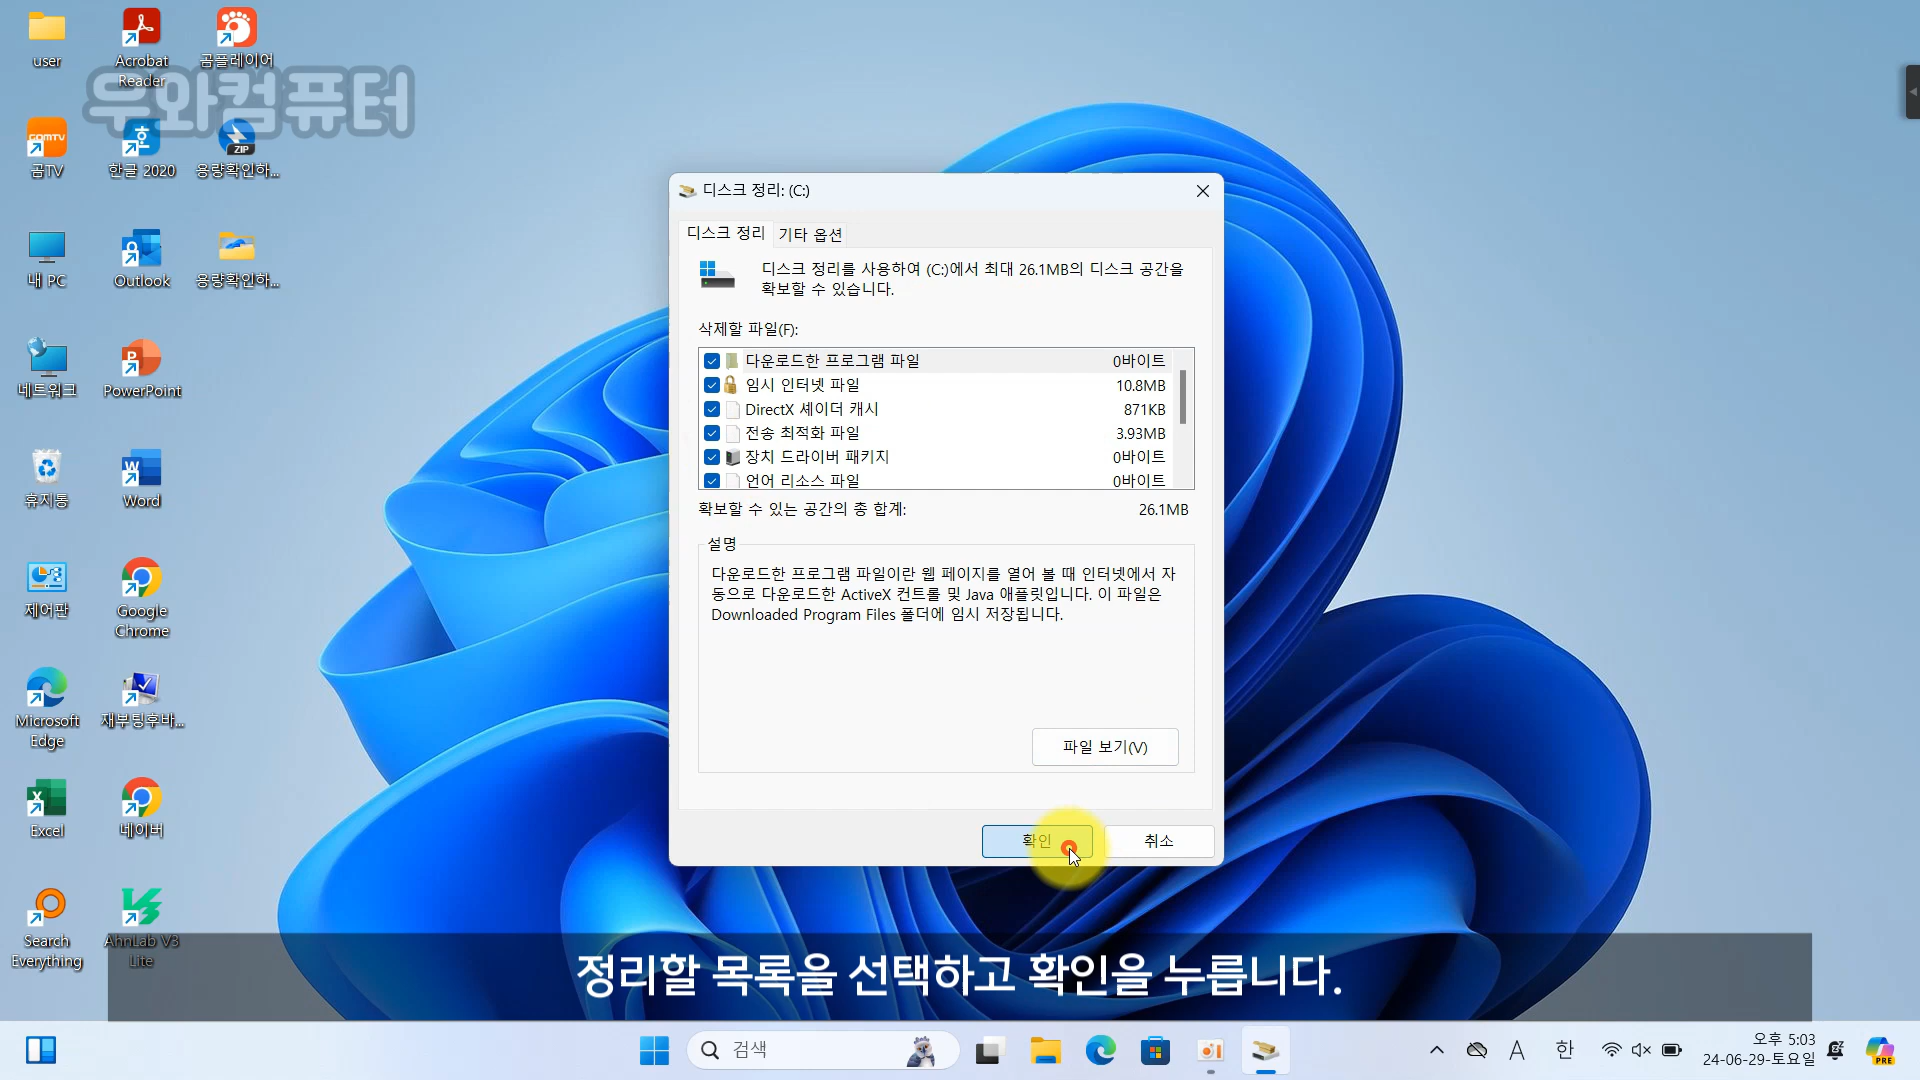 user
Acrobat
Reader
곰플레이어
두와컴퓨터
GOMTV
곰TV
한글 2020
ZIP
용량확인하...
내 PC
Outlook
용량확인하...
네트워크
PowerPoint
휴지통
Word
제어판
Google
Chrome
Microsoft
Edge
재부팅후바...
Excel
네이버
Search
Everything
AhnLab V3
Lite
디스크 정리: (C:)
디스크 정리
기타 옵션
디스크 정리를 사용하여 (C:)에서 최대 26.1MB의 디스크 공간을
확보할 수 있습니다.
삭제할 파일(F):
다운로드한 프로그램 파일 0바이트
임시 인터넷 파일 10.8MB
DirectX 셰이더 캐시 871KB
전송 최적화 파일 3.93MB
장치 드라이버 패키지 0바이트
언어 리소스 파일 0바이트
확보할 수 있는 공간의 총 합계: 26.1MB
설명
다운로드한 프로그램 파일이란 웹 페이지를 열어 볼 때 인터넷에서 자
동으로 다운로드한 ActiveX 컨트롤 및 Java 애플릿입니다. 이 파일은
Downloaded Program Files 폴더에 임시 저장됩니다.
파일 보기(V)
확인
취소
정리할 목록을 선택하고 확인을 누릅니다.
검색
A
한
오후 5:03
24-06-29-토요일
PRE